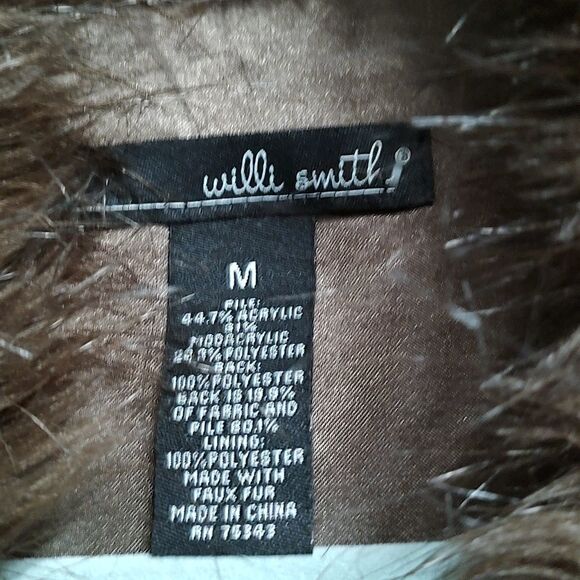 willi smith®
M
PILE:
44.7% ACRYLIC
31%
MODACRYLIC
24.3% POLYESTER
BACK:
100% POLYESTER
BACK IS 19.9%
OF FABRIC AND
PILE 80.1%
LINING:
100% POLYESTER
MADE WITH
FAUX FUR
MADE IN CHINA
RN 75343